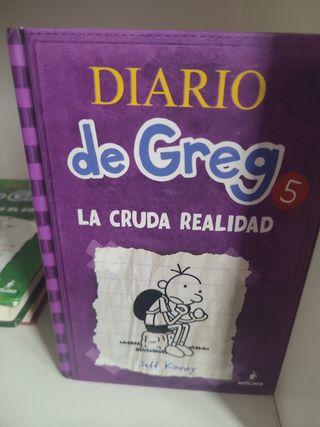 DIARIO
de Greg
5
LA CRUDA REALIDAD
Jeff Kinney
MOLINO